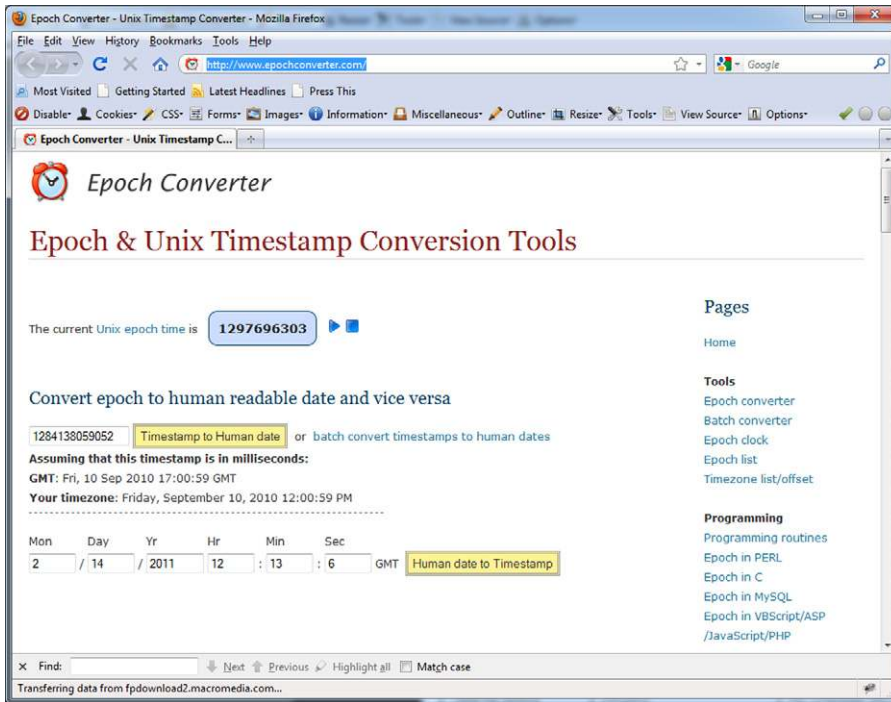 Epoch Converter - Unix Timestamp Converter - Mozilla Firefox
File Edit View History Bookmarks Tools Help
http://www.epochconverter.com/
Google
Most Visited Getting Started Latest Headlines Press This
Disable Cookies CSS Forms Images Information Miscellaneous Outline Resize Tools View Source Options
Epoch Converter - Unix Timestamp C...
Epoch Converter
Epoch & Unix Timestamp Conversion Tools
The current Unix epoch time is 1297696303
Convert epoch to human readable date and vice versa
1284138059052 Timestamp to Human date or batch convert timestamps to human dates
Assuming that this timestamp is in milliseconds:
GMT: Fri, 10 Sep 2010 17:00:59 GMT
Your timezone: Friday, September 10, 2010 12:00:59 PM
Mon Day Yr Hr Min Sec
2 / 14 / 2011 12 : 13 : 6 GMT Human date to Timestamp
Pages
Home
Tools
Epoch converter
Batch converter
Epoch clock
Epoch list
Timezone list/offset
Programming
Programming routines
Epoch in PERL
Epoch in C
Epoch in MySQL
Epoch in VBScript/ASP
/JavaScript/PHP
x Find: Next Previous Highlight all Match case
Transferring data from fpdownload2.macromedia.com...